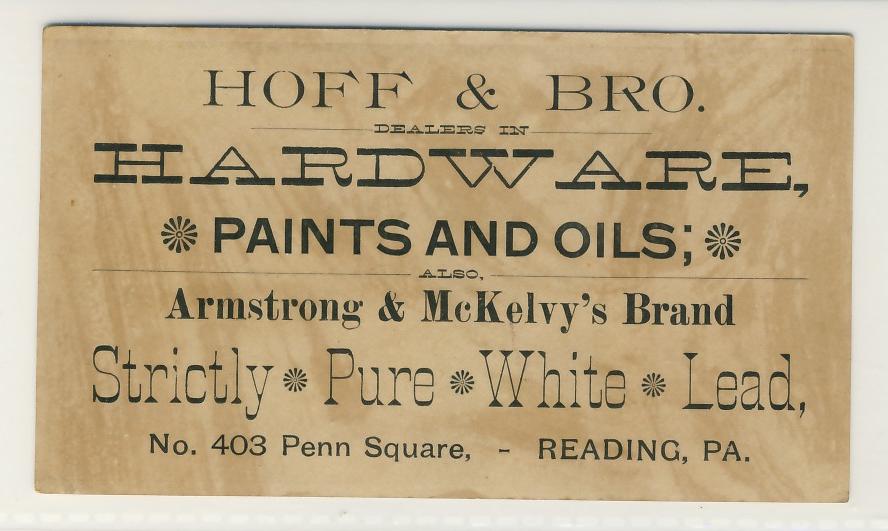 HOFF & BRO.
DEALERS IN
HARDWARE,
PAINTS AND OILS;
ALSO,
Armstrong & McKelvy's Brand
Strictly Pure White Lead,
No. 403 Penn Square, - READING, PA.